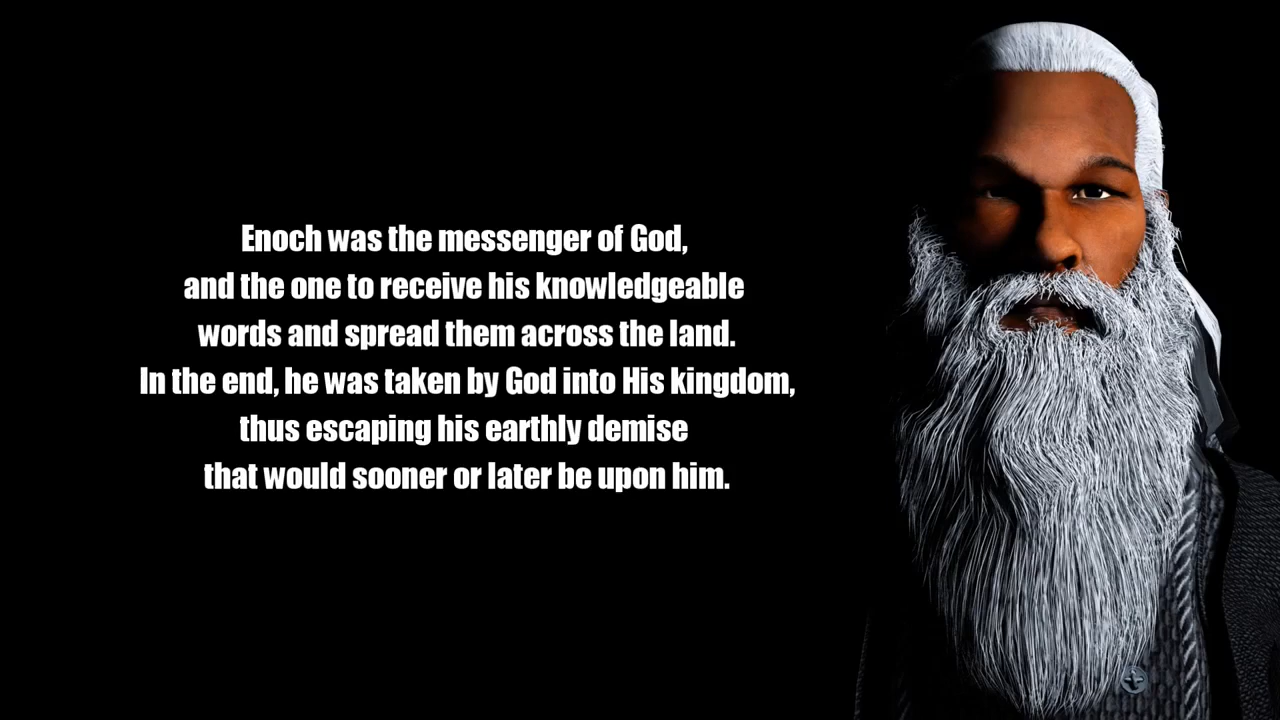 Enoch was the messenger of God,
and the one to receive his knowledgeable
words and spread them across the land.
In the end, he was taken by God into His kingdom,
thus escaping his earthly demise
that would sooner or later be upon him.